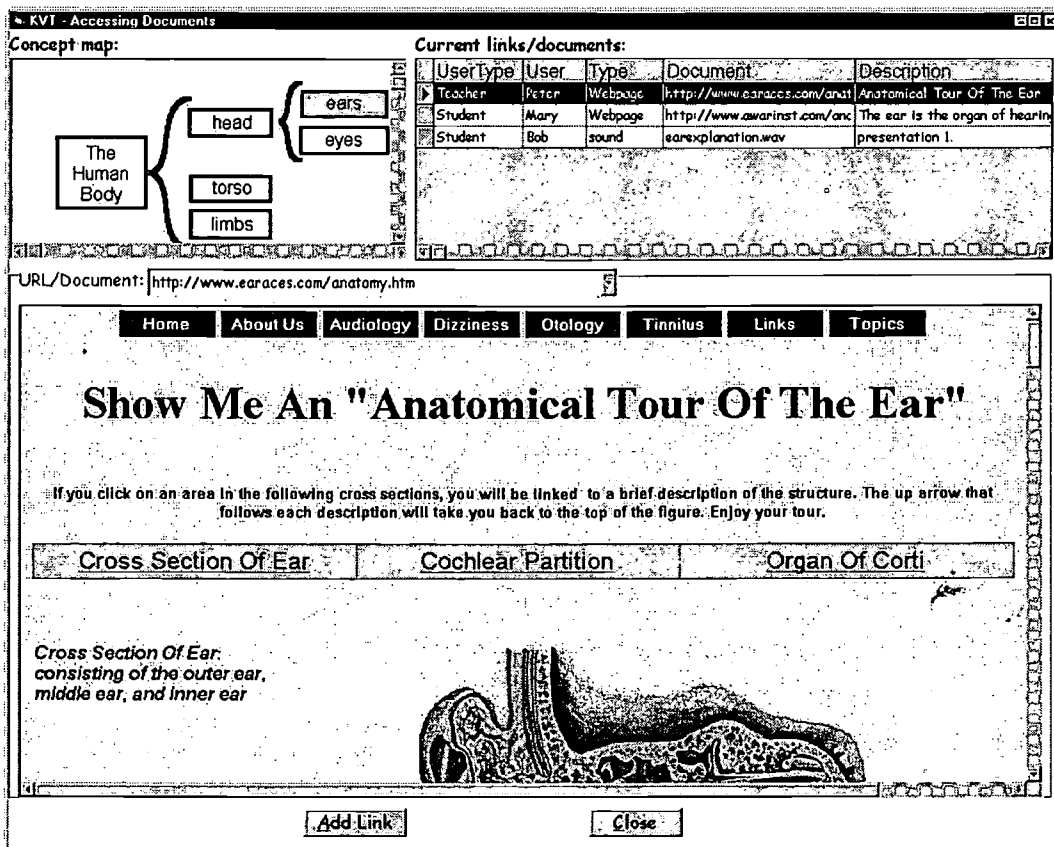 KVT - Accessing Documents
Concept map:
The
Human
Body
head
ears
eyes
torso
limbs
Current links/documents:
UserType User Type Document Description
Teacher Peter Webpage http://www.earaces.com/anat Anatomical Tour Of The Ear
Student Mary Webpage http://www.awarinst.com/anc The ear is the organ of hearing
Student Bob sound earexplanation.wav presentation 1.
URL/Document: http://www.earaces.com/anatomy.htm
Home About Us Audiology Dizziness Otology Tinnitus Links Topics
Show Me An "Anatomical Tour Of The Ear"
If you click on an area in the following cross sections, you will be linked to a brief description of the structure. The up arrow that
follows each description will take you back to the top of the figure. Enjoy your tour.
Cross Section Of Ear Cochlear Partition Organ Of Corti
Cross Section Of Ear:
consisting of the outer ear,
middle ear, and inner ear
Add Link Close